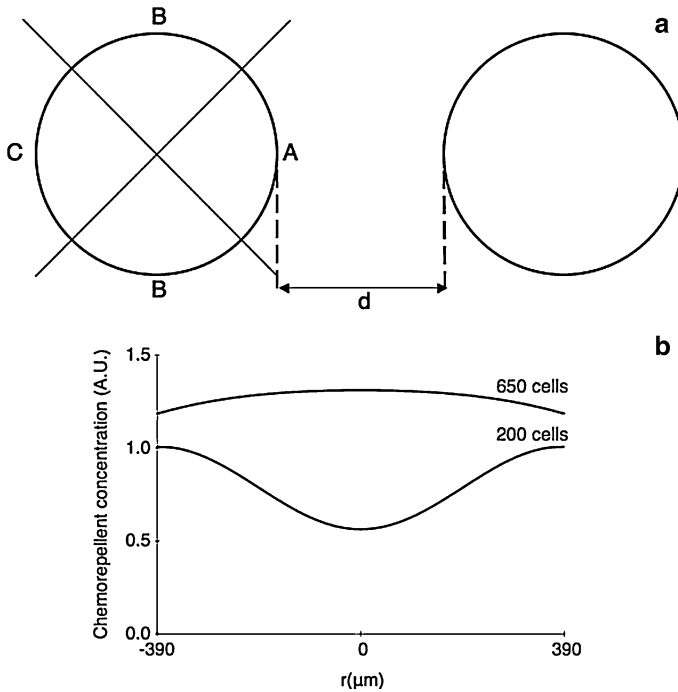 B
a
C
A
B
d
b
Chemorepellent concentration (A.U.)
1.5
650 cells
200 cells
1.0
0.5
0.0
-390
0
390
r(μm)